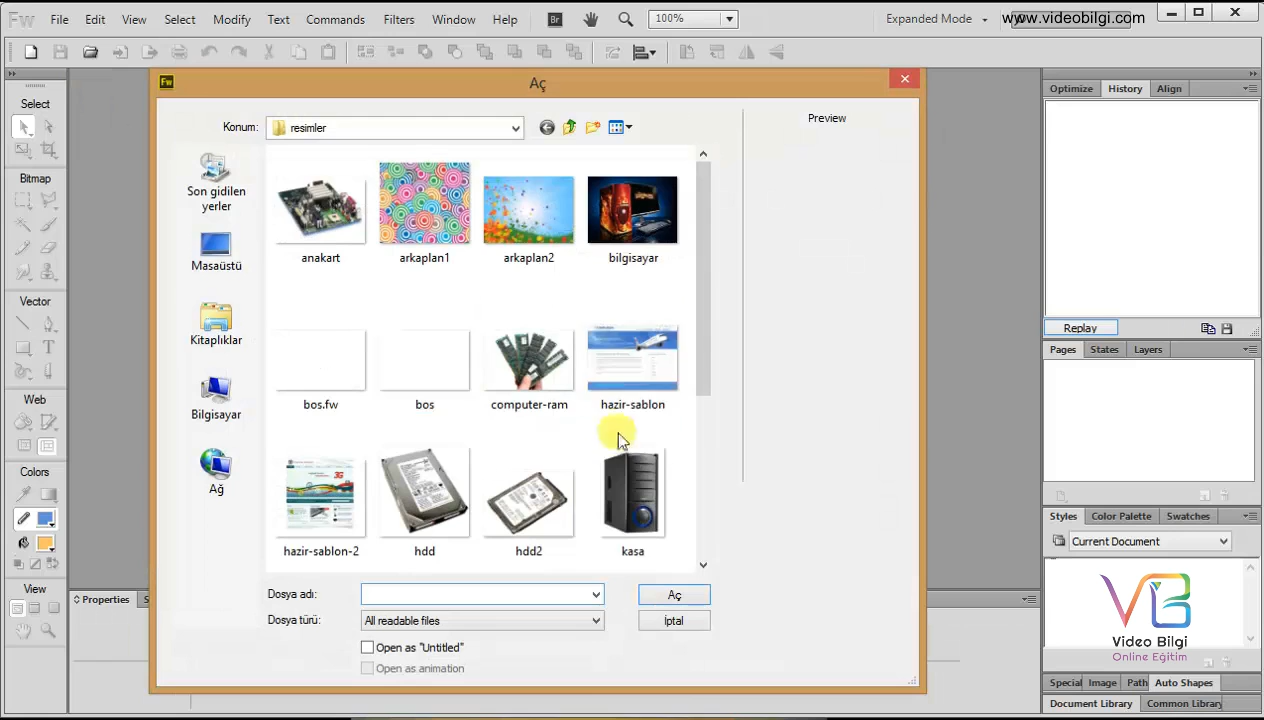 Fw File Edit View Select Modify Text Commands Filters Window Help Br 100% Expanded Mode www.videobilgi.com
Fw Aç
Select
Bitmap
Vector
Web
Colors
View
Konum: resimler
Preview
Son gidilen
yerler
Masaüstü
Kitaplıklar
Bilgisayar
Ağ
anakart arkaplan1 arkaplan2 bilgisayar
bos.fw bos computer-ram hazir-sablon
hazir-sablon-2 hdd hdd2 kasa
Dosya adı: Aç
Dosya türü: All readable files İptal
Open as "Untitled"
Open as animation
Properties
Optimize History Align
Replay
Pages States Layers
Styles Color Palette Swatches
Current Document
VB
Video Bilgi
Online Eğitim
Special Image Path Auto Shapes
Document Library Common Library